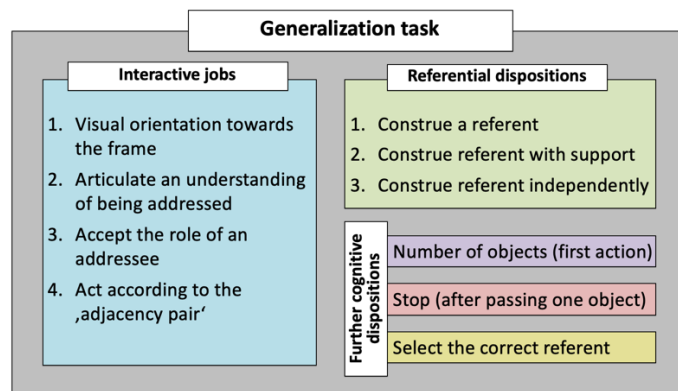 Generalization task
Interactive jobs
1. Visual orientation towards
the frame
2. Articulate an understanding
of being addressed
3. Accept the role of an
addressee
4. Act according to the
‚adjacency pair‘
Referential dispositions
1. Construe a referent
2. Construe referent with support
3. Construe referent independently
Further cognitive
dispositions
Number of objects (first action)
Stop (after passing one object)
Select the correct referent